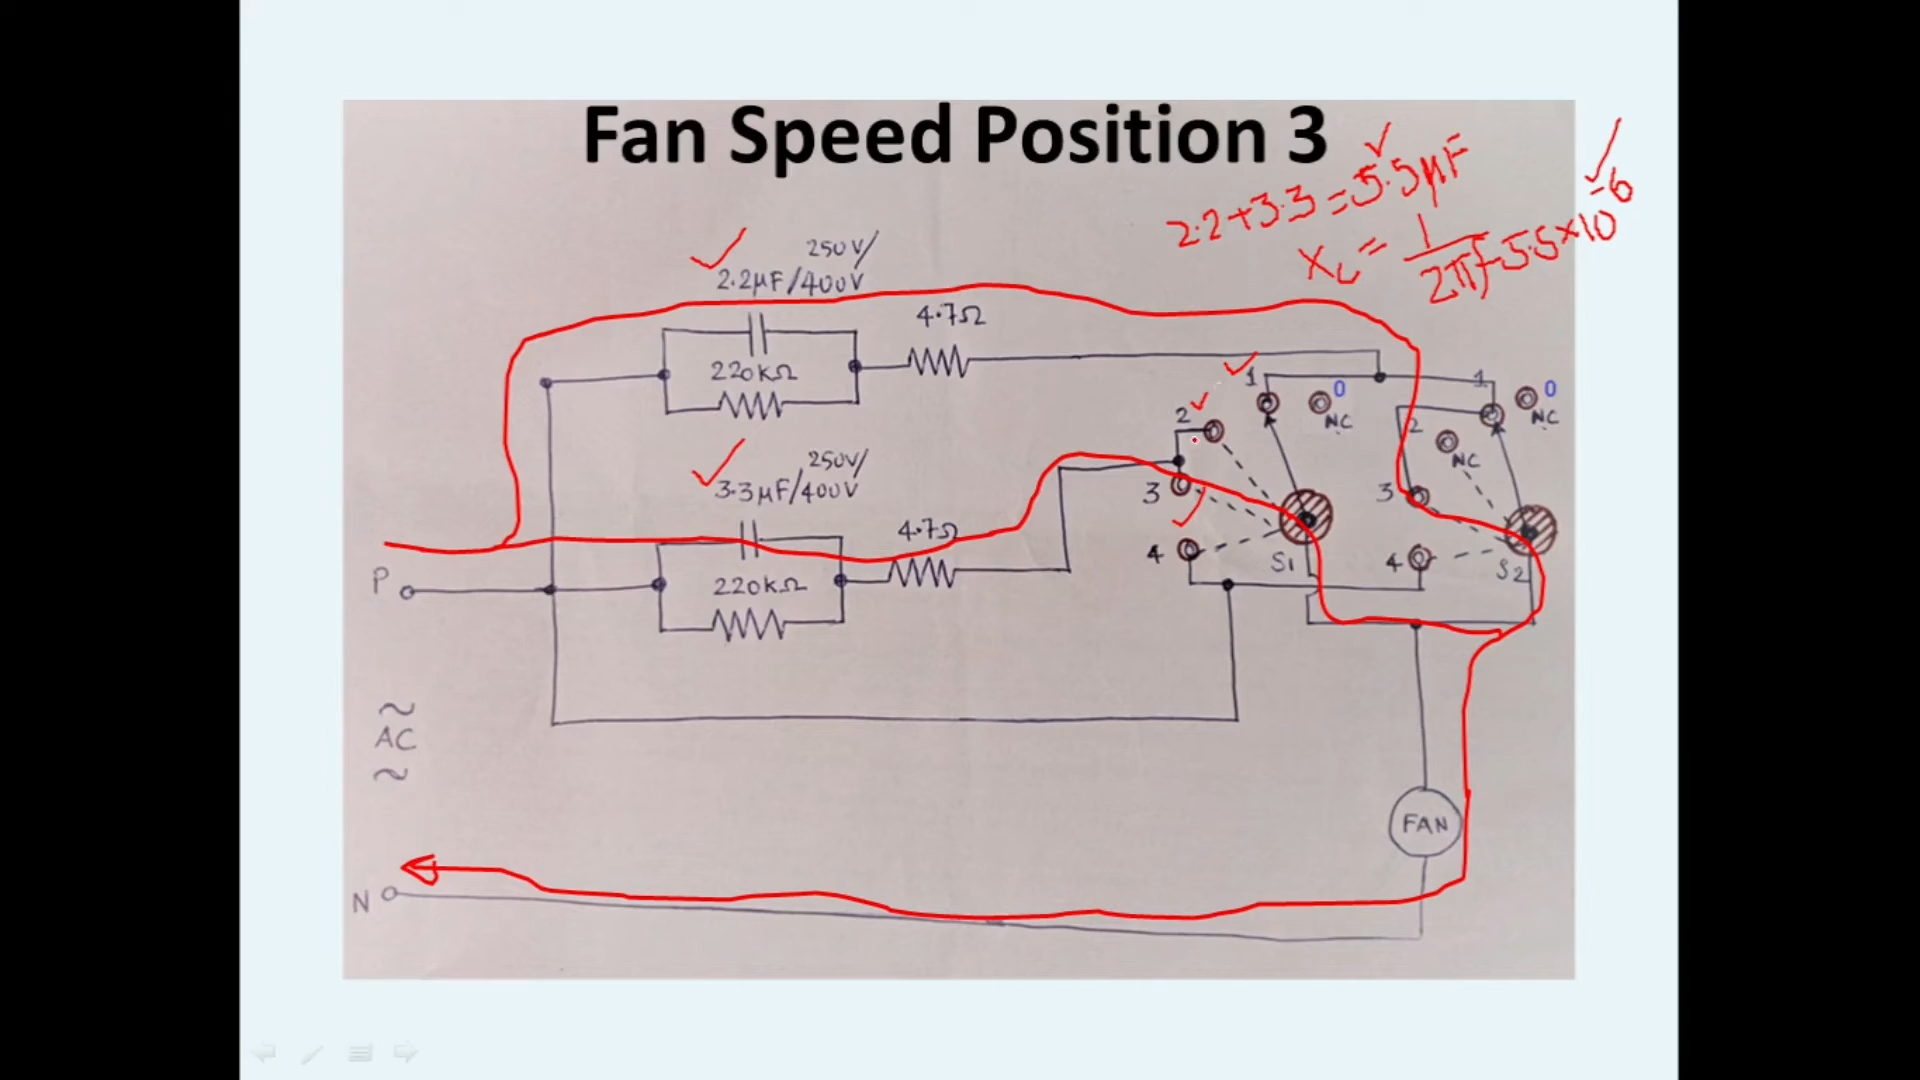 Fan Speed Position 3
2.2+3.3=5.5μF
Xc = 1/2πf 5.5×10-6
250V/
2.2μF/400V
4.7Ω
220kΩ
1
0
NC
1
0
NC
2
2
NC
250V/
3.3μF/400V
3
3
4.7Ω
4
S1
4
S2
P
220kΩ
~
AC
~
FAN
N